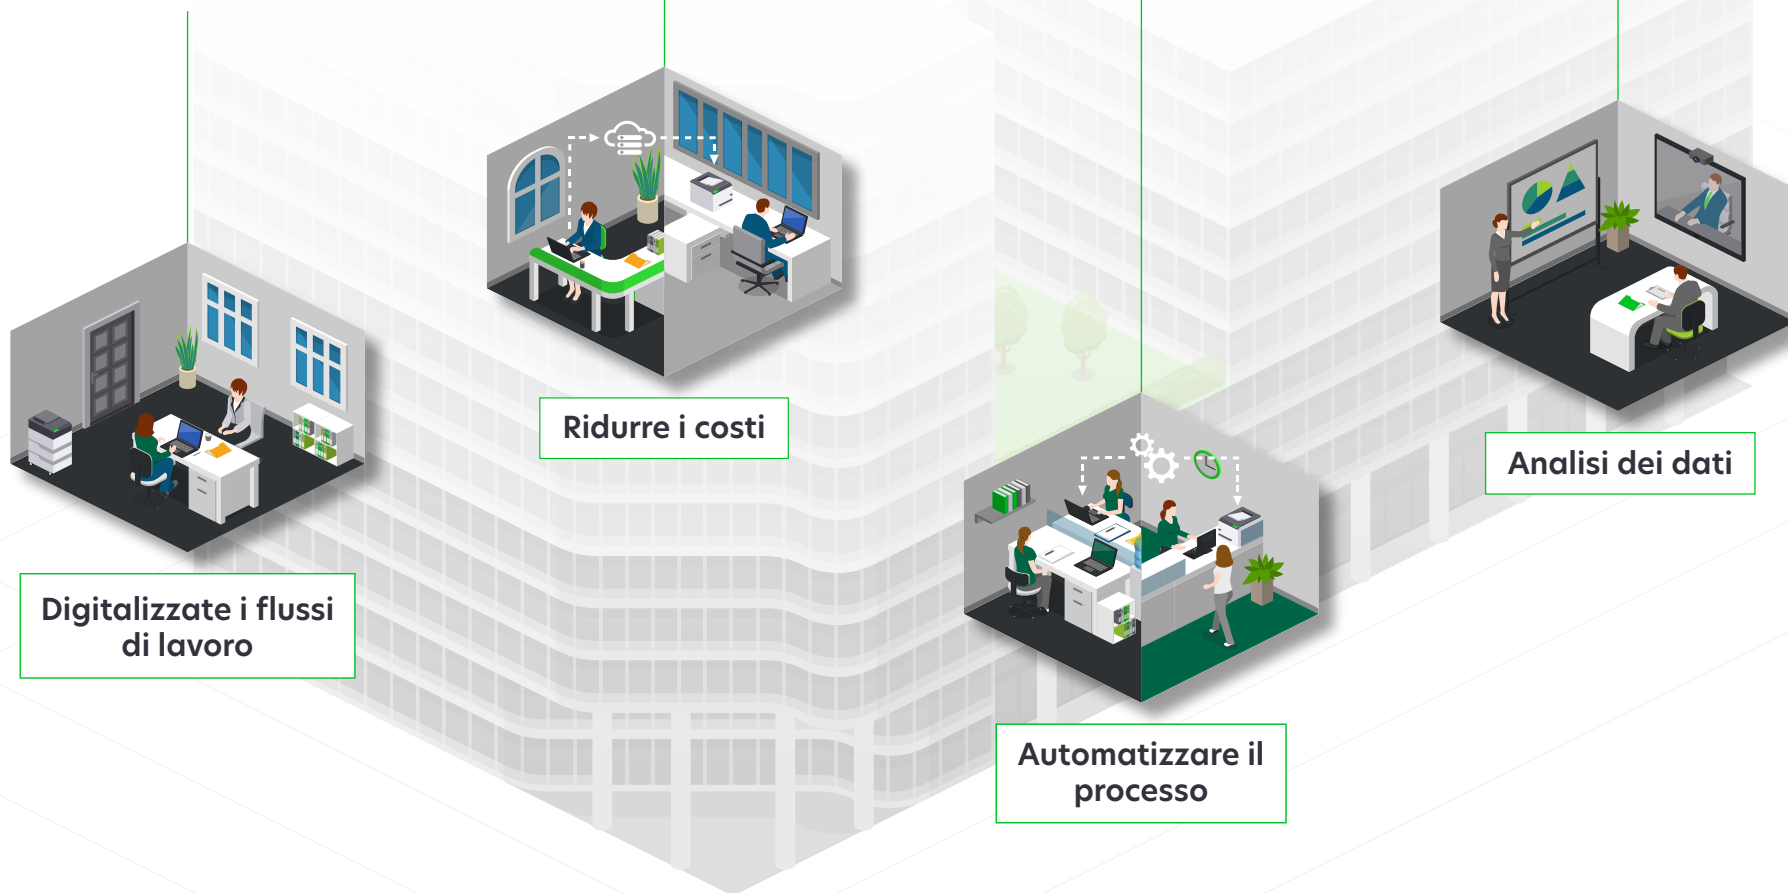 Ridurre i costi
Analisi dei dati
Digitalizzate i flussi
di lavoro
Automatizzare il
processo